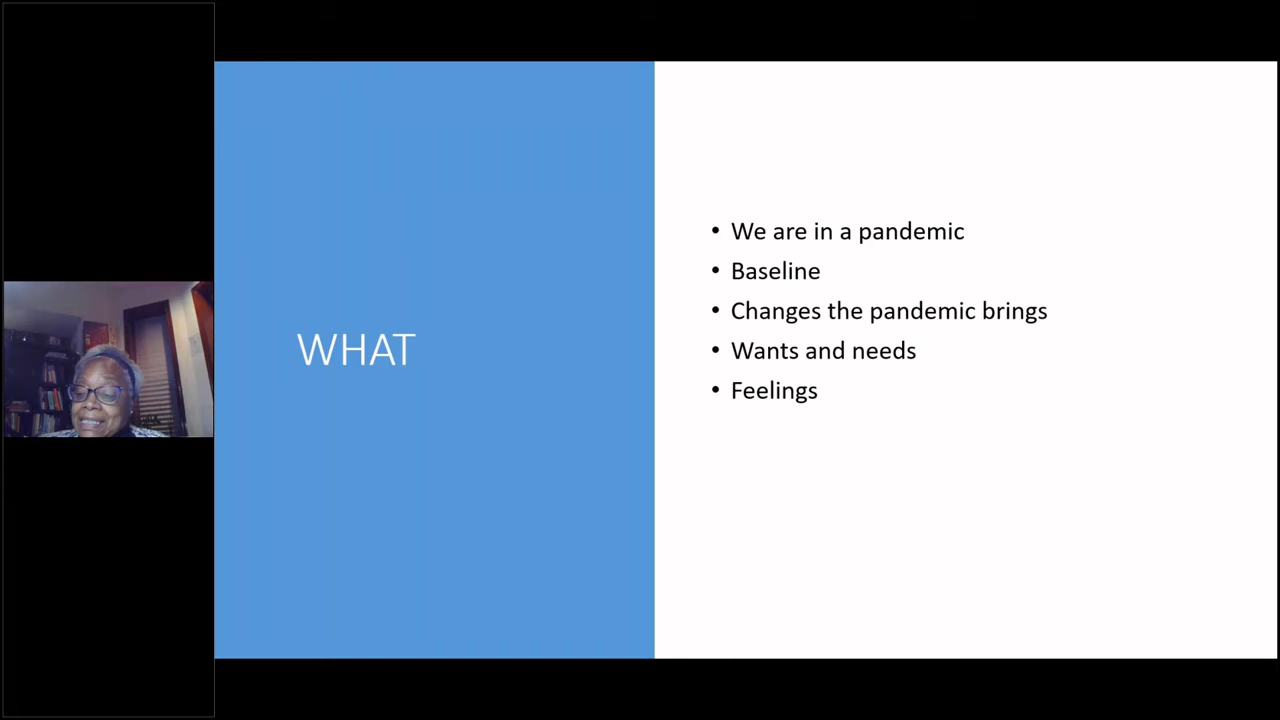 WHAT
• We are in a pandemic
• Baseline
• Changes the pandemic brings
• Wants and needs
• Feelings